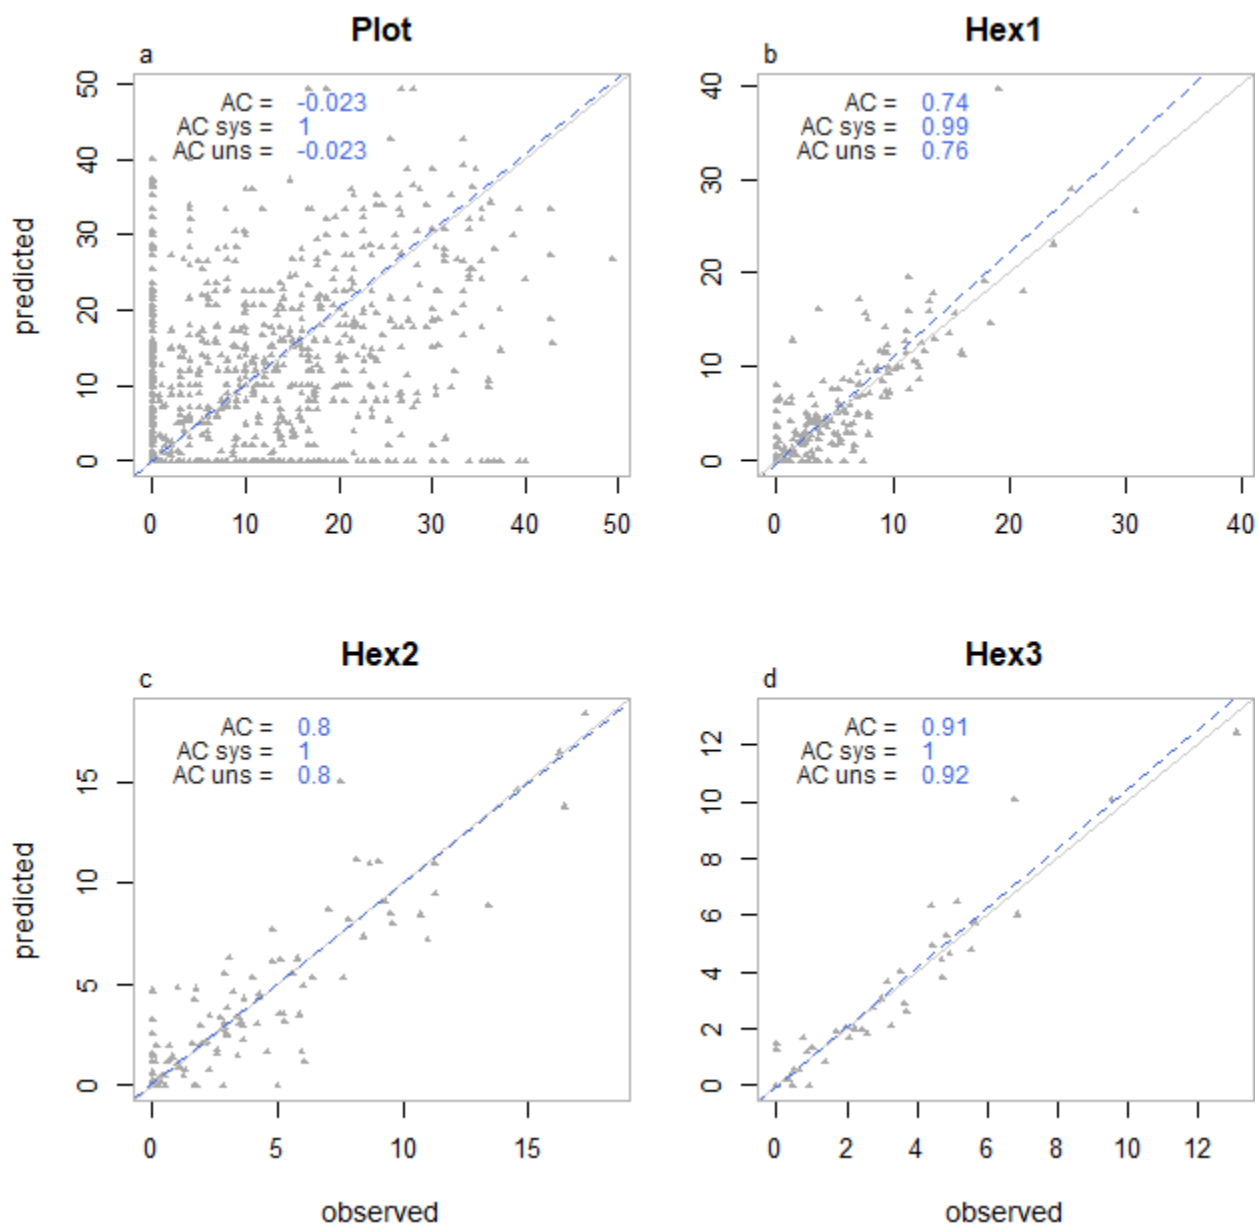 Plot
a
AC = -0.023
AC sys = 1
AC uns = -0.023
predicted
50
40
30
20
10
0
0 10 20 30 40 50
Hex1
b
AC = 0.74
AC sys = 0.99
AC uns = 0.76
40
30
20
10
0
0 10 20 30 40
Hex2
c
AC = 0.8
AC sys = 1
AC uns = 0.8
predicted
15
10
5
0
0 5 10 15
observed
Hex3
d
AC = 0.91
AC sys = 1
AC uns = 0.92
12
10
8
6
4
2
0
0 2 4 6 8 10 12
observed